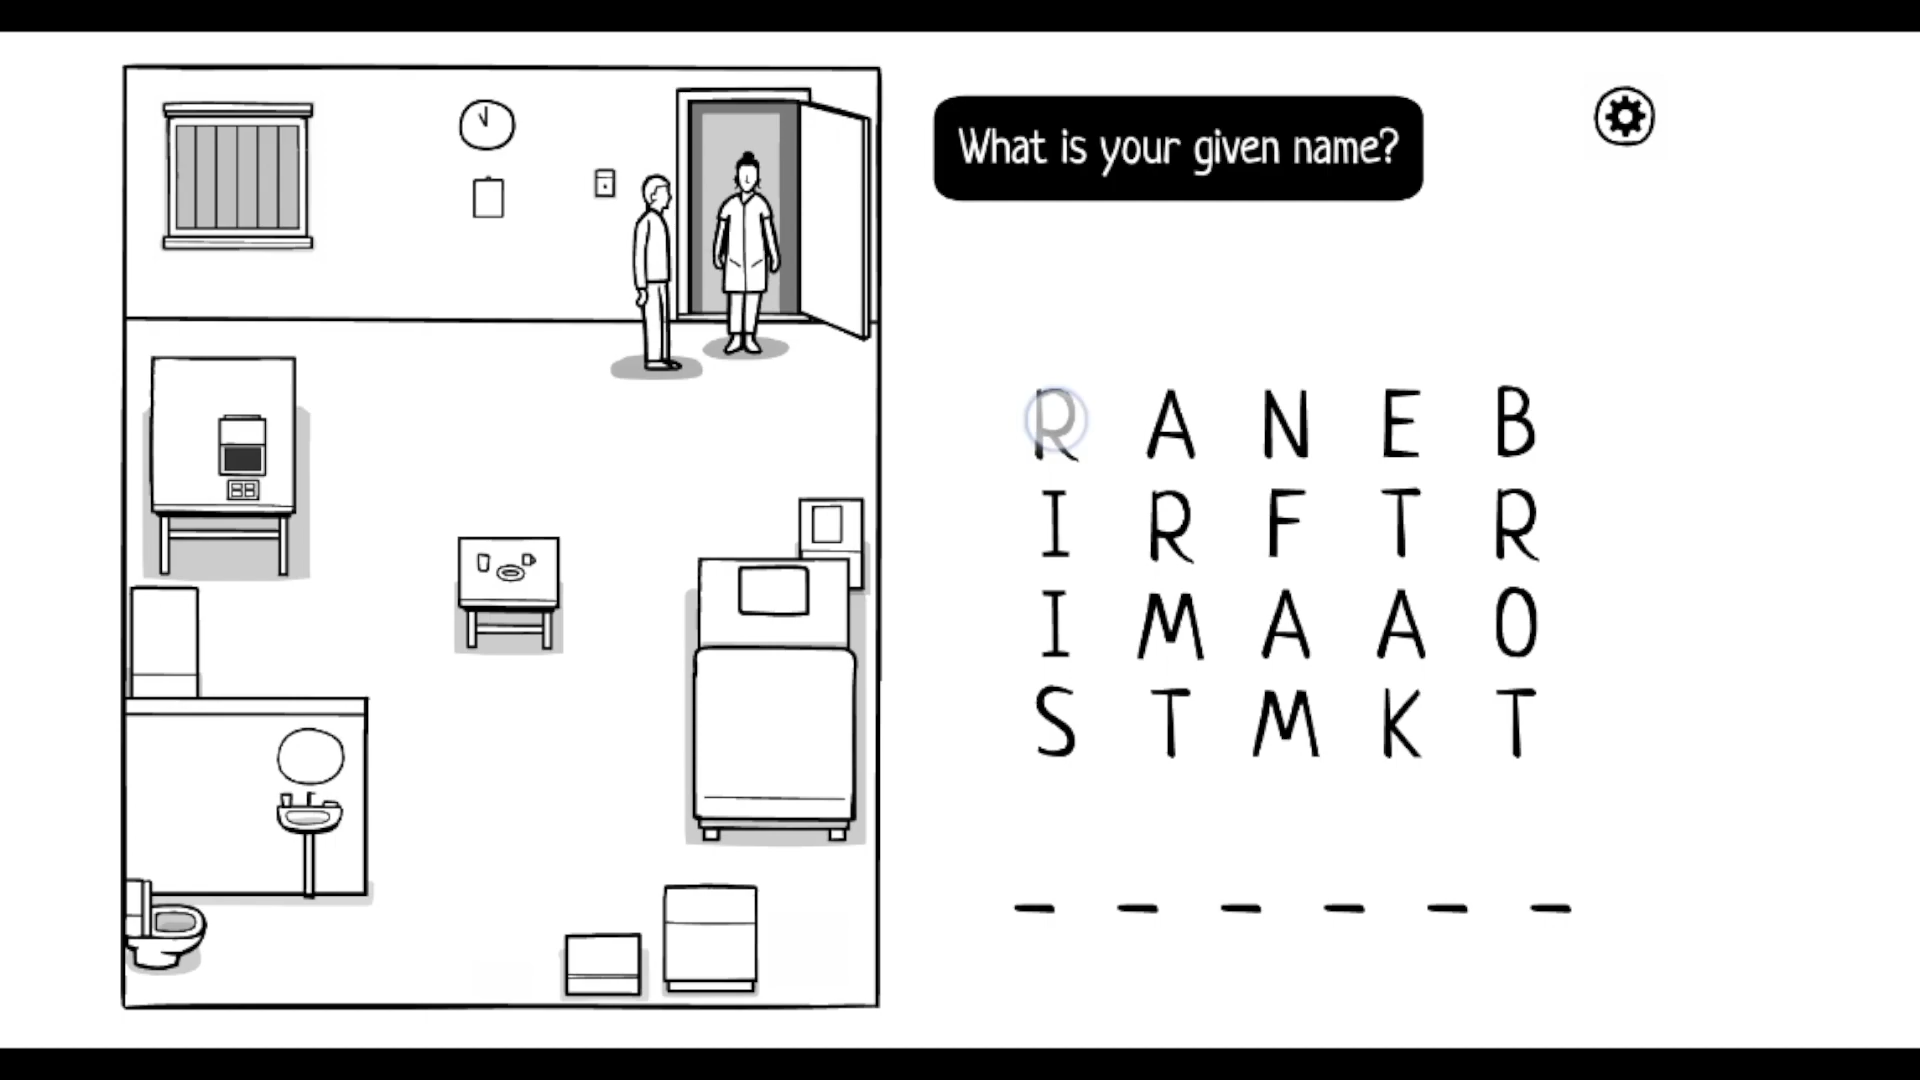 What is your given name?
R A N E B
I R F T R
I M A A O
S T M K T
_ _ _ _ _ _